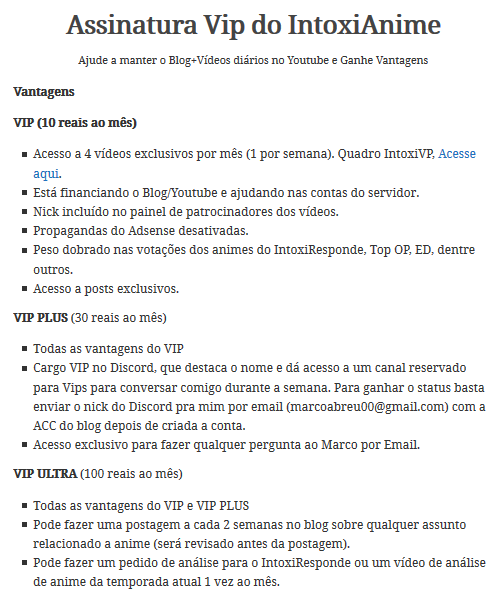 Assinatura Vip do IntoxiAnime
Ajude a manter o Blog+Vídeos diários no Youtube e Ganhe Vantagens
Vantagens
VIP (10 reais ao mês)
Acesso a 4 vídeos exclusivos por mês (1 por semana). Quadro IntoxiVP, Acesse
aqui.
Está financiando o Blog/Youtube e ajudando nas contas do servidor.
Nick incluído no painel de patrocinadores dos vídeos.
Propagandas do Adsense desativadas.
Peso dobrado nas votações dos animes do IntoxiResponde, Top OP, ED, dentre
outros.
Acesso a posts exclusivos.
VIP PLUS (30 reais ao mês)
Todas as vantagens do VIP
Cargo VIP no Discord, que destaca o nome e dá acesso a um canal reservado
para Vips para conversar comigo durante a semana. Para ganhar o status basta
enviar o nick do Discord pra mim por email (marcoabreu00@gmail.com) com a
ACC do blog depois de criada a conta.
Acesso exclusivo para fazer qualquer pergunta ao Marco por Email.
VIP ULTRA (100 reais ao mês)
Todas as vantagens do VIP e VIP PLUS
Pode fazer uma postagem a cada 2 semanas no blog sobre qualquer assunto
relacionado a anime (será revisado antes da postagem).
Pode fazer um pedido de análise para o IntoxiResponde ou um vídeo de análise
de anime da temporada atual 1 vez ao mês.